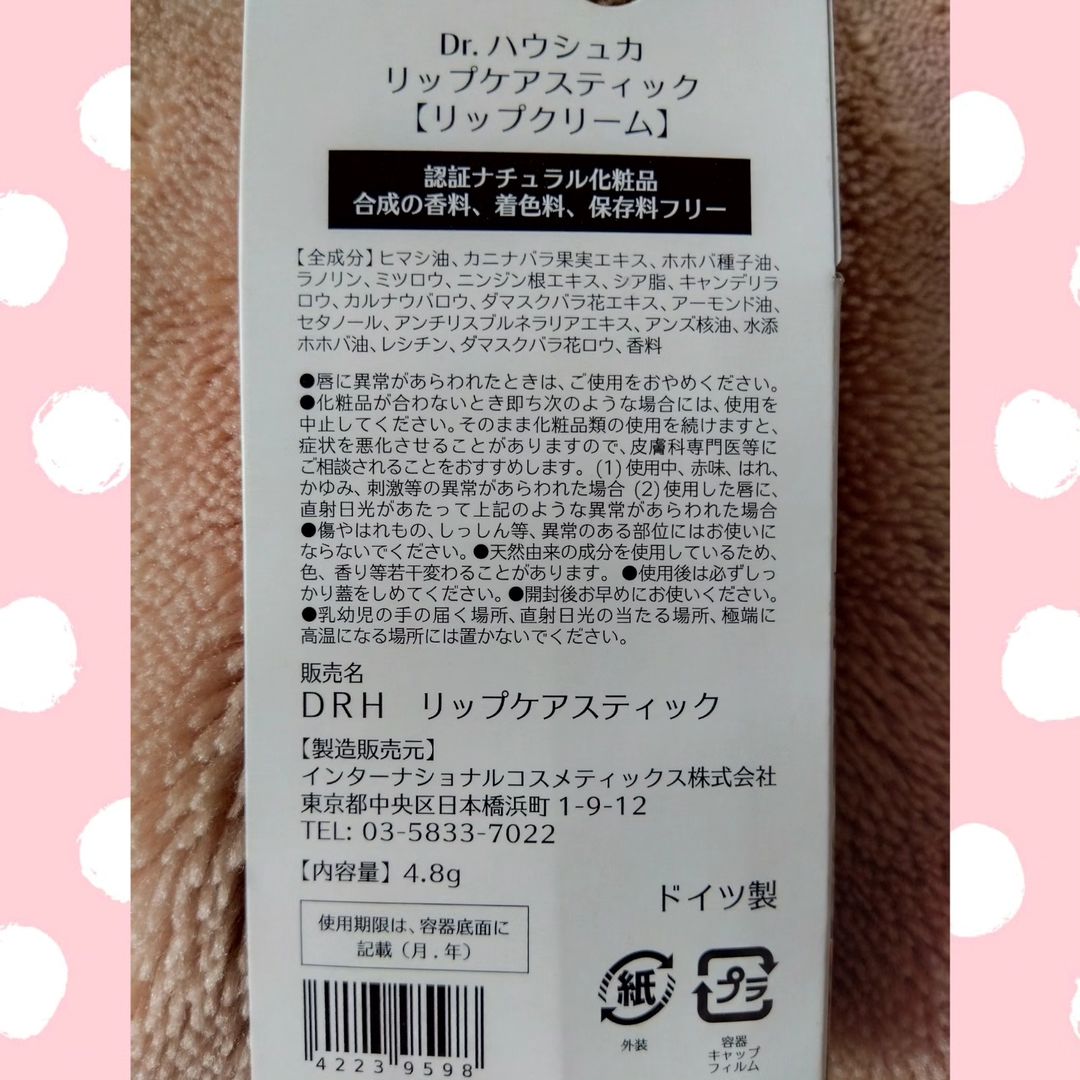 Dr. ハウシュカ
リップケアスティック
【リップクリーム】
認証ナチュラル化粧品
合成の香料、着色料、保存料フリー
【全成分】ヒマシ油、カニナバラ果実エキス、ホホバ種子油、
ラノリン、ミツロウ、ニンジン根エキス、シア脂、キャンデリラ
ロウ、カルナウバロウ、ダマスクバラ花エキス、アーモンド油、
セタノール、アンチリスブルネラリアエキス、アンズ核油、水添
ホホバ油、レシチン、ダマスクバラ花ロウ、香料
●唇に異常があらわれたときは、ご使用をおやめください。
●化粧品が合わないとき即ち次のような場合には、使用を
中止してください。そのまま化粧品類の使用を続けますと、
症状を悪化させることがありますので、皮膚科専門医等に
ご相談されることをおすすめします。(1)使用中、赤味、はれ、
かゆみ、刺激等の異常があらわれた場合 (2)使用した唇に、
直射日光があたって上記のような異常があらわれた場合
●傷やはれもの、しっしん等、異常のある部位にはお使いに
ならないでください。●天然由来の成分を使用しているため、
色、香り等若干変わることがあります。 ●使用後は必ずしっ
かり蓋をしめてください。●開封後お早めにお使いください。
●乳幼児の手の届く場所、直射日光の当たる場所、極端に
高温になる場所には置かないでください。
販売名
DRH リップケアスティック
【製造販売元】
インターナショナルコスメティックス株式会社
東京都中央区日本橋浜町 1-9-12
TEL: 03-5833-7022
【内容量】 4.8g
ドイツ製
使用期限は、容器底面に
記載（月.年）
紙
外装
プラ
容器
キャップ
フィルム
4223 9598